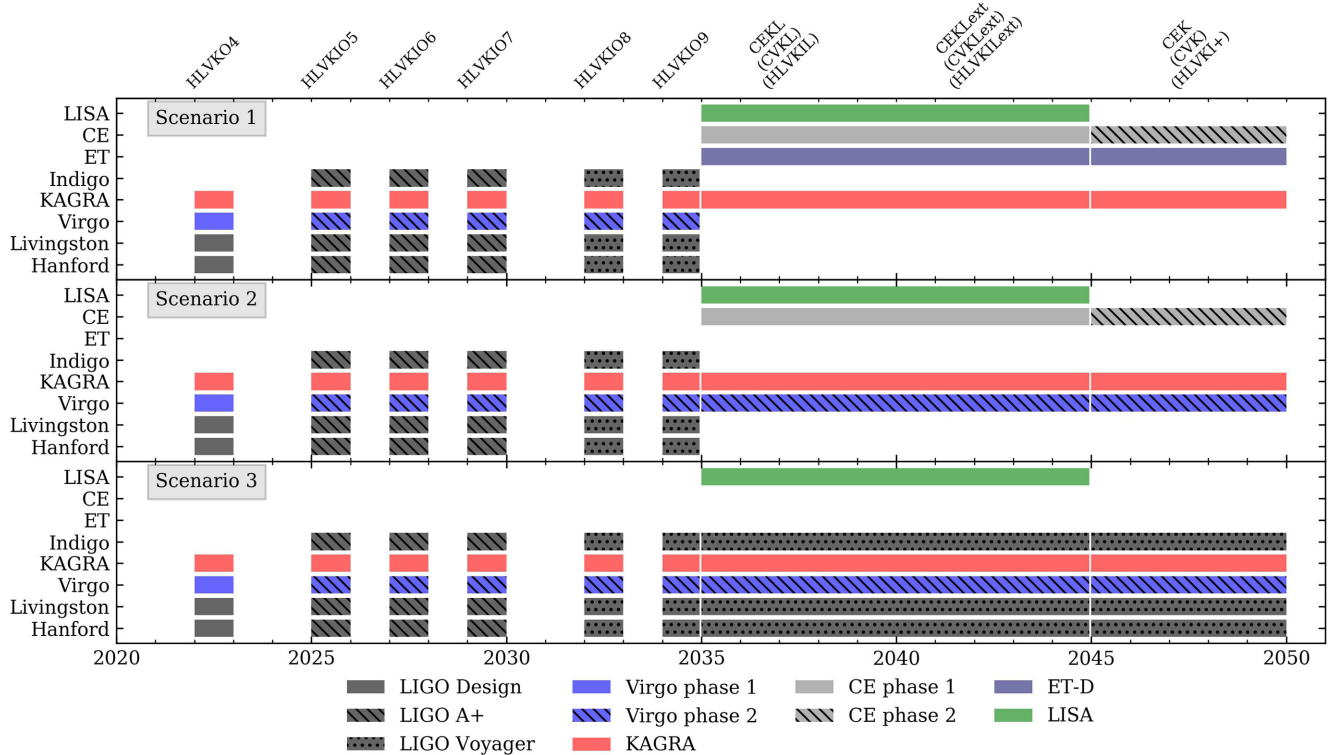 HLVKO4
HLVKIO5
HLVKIO6
HLVKIO7
HLVKIO8
HLVKIO9
CEKL
(CVKL)
(HLVKIL)
CEKLext
(CVKLext)
(HLVKILext)
CEK
(CVK)
(HLVKI+)
Scenario 1
LISA
CE
ET
Indigo
KAGRA
Virgo
Livingston
Hanford
Scenario 2
LISA
CE
ET
Indigo
KAGRA
Virgo
Livingston
Hanford
Scenario 3
LISA
CE
ET
Indigo
KAGRA
Virgo
Livingston
Hanford
2020 2025 2030 2035 2040 2045 2050
LIGO Design Virgo phase 1 CE phase 1 ET-D
LIGO A+ Virgo phase 2 CE phase 2 LISA
LIGO Voyager KAGRA